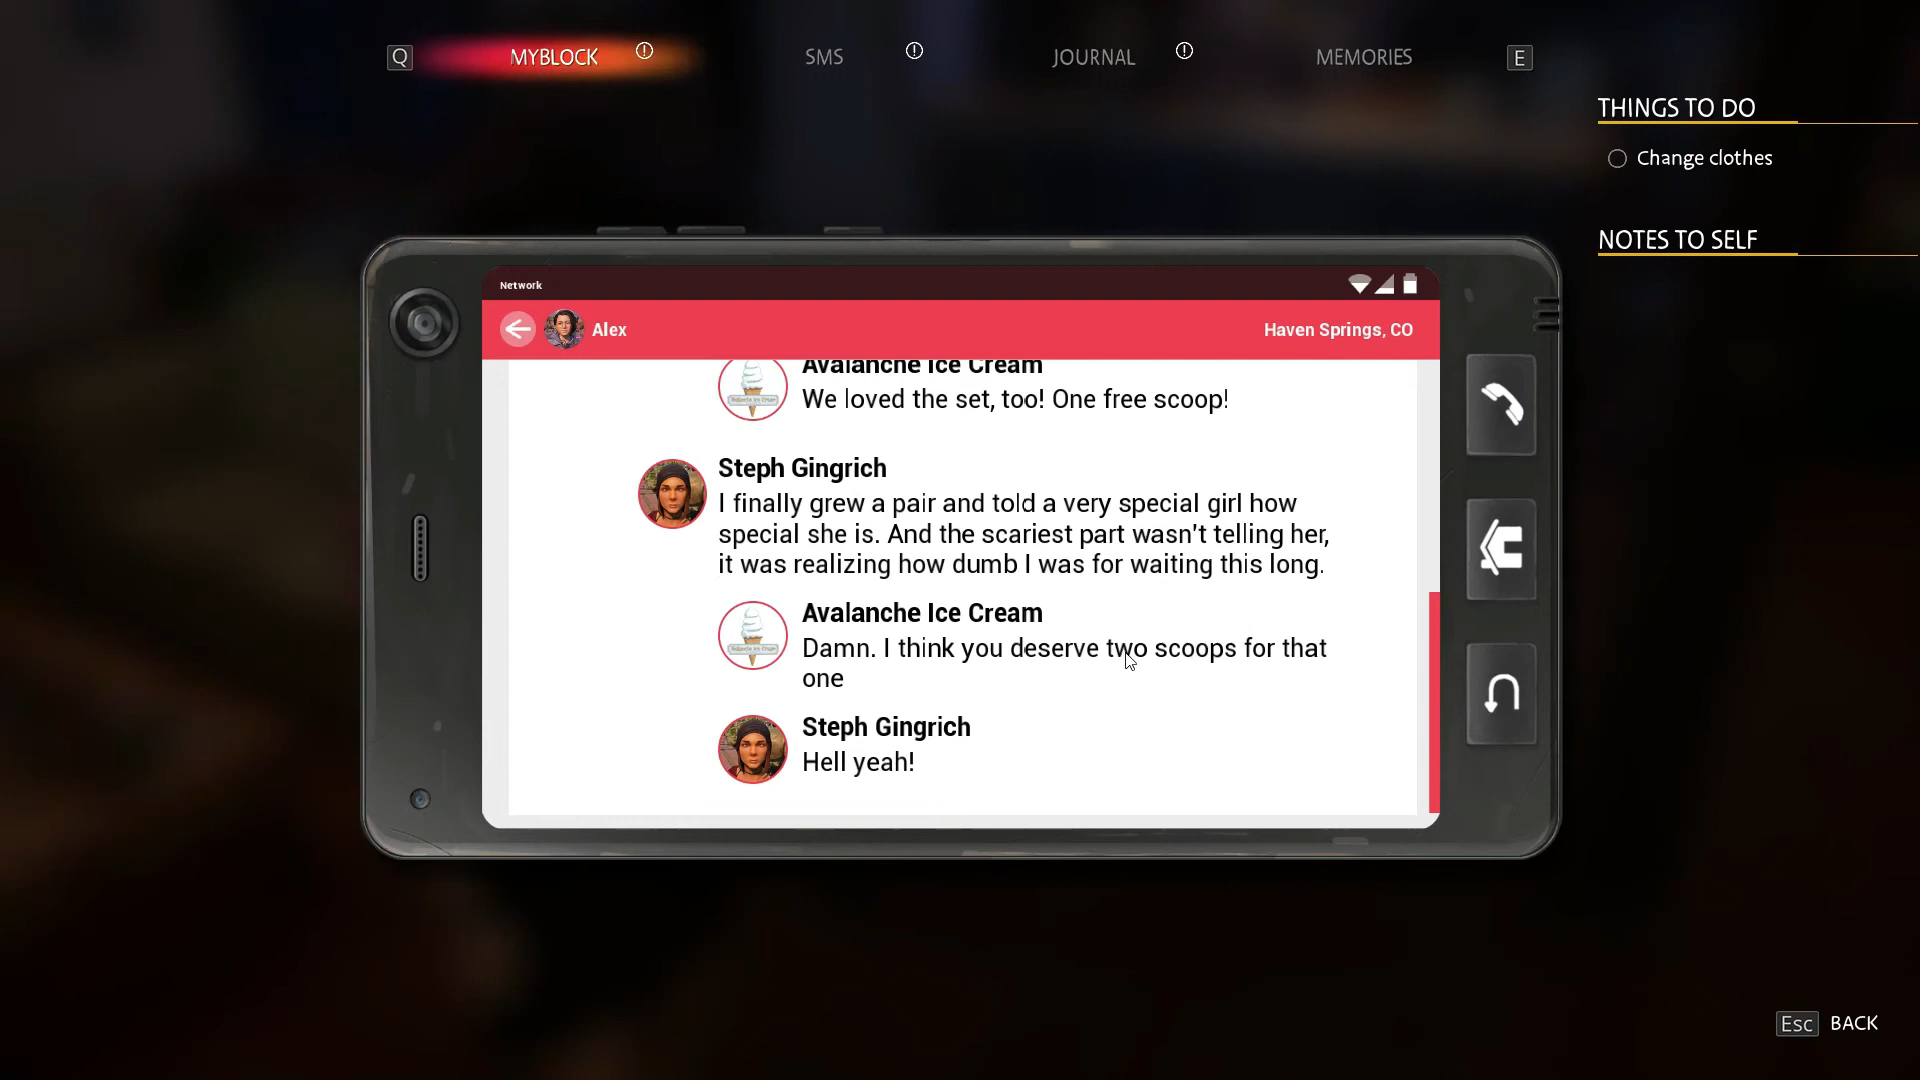 Q MYBLOCK SMS JOURNAL MEMORIES E
THINGS TO DO
Change clothes
NOTES TO SELF
Network
Alex Haven Springs, CO
Avalanche Ice Cream
We loved the set, too! One free scoop!
Steph Gingrich
I finally grew a pair and told a very special girl how
special she is. And the scariest part wasn't telling her,
it was realizing how dumb I was for waiting this long.
Avalanche Ice Cream
Damn. I think you deserve two scoops for that
one
Steph Gingrich
Hell yeah!
Esc BACK